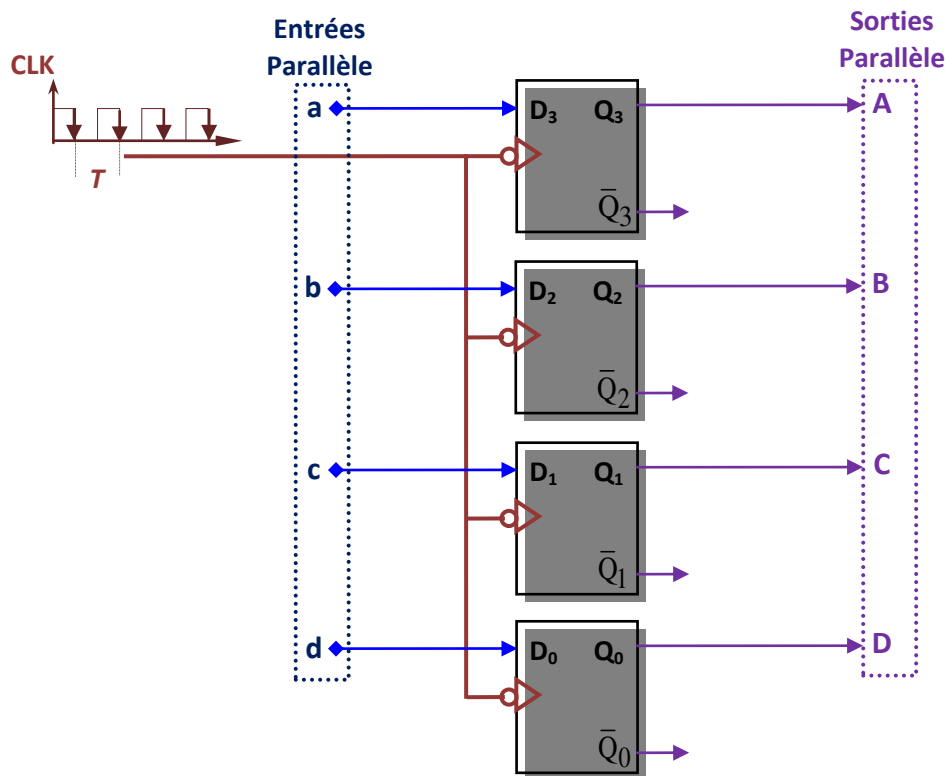 Entrées
Parallèle
Sorties
Parallèle
CLK
T
a
D₃ Q₃
Q̅₃
A
b
D₂ Q₂
Q̅₂
B
c
D₁ Q₁
Q̅₁
C
d
D₀ Q₀
Q̅₀
D